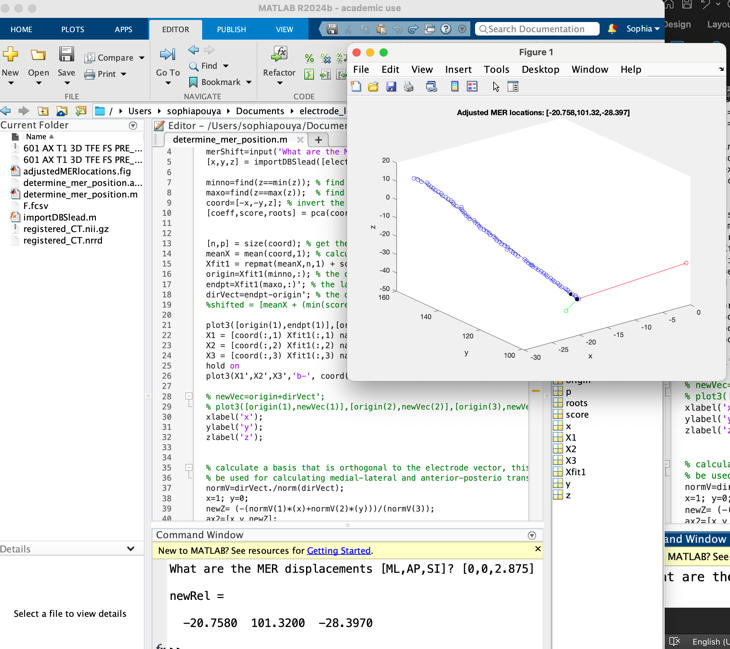 MATLAB R2024b - academic use
HOME PLOTS APPS EDITOR PUBLISH VIEW
Search Documentation
Sophia
Design Layou
New Open Save
Compare
Print
Go To
Find
Bookmark
Refactor
FILE NAVIGATE CODE
/ Users sophiapouya Documents electrode_l
Current Folder
Name
601 AX T1 3D TFE FS PRE_...
601 AX T1 3D TFE FS PRE_...
adjustedMERlocations.fig
determine_mer_position.a...
determine_mer_position.m
F.fcsv
importDBSlead.m
registered_CT.nii.gz
registered_CT.nrrd
Details
Select a file to view details
Editor - /Users/sophiapouya/Documen
determine_mer_position.m
4 merShift=input('What are the M
5 [x,y,z] = importDBSlead([elect
6
7 minno=find(z==min(z)); % find
8 maxo=find(z==max(z)); % find
9 coord=[-x,-y,z]; % invert the
10 [coeff,score,roots] = pca(coor
11
12
13 [n,p] = size(coord); % get the
14 meanX = mean(coord,1); % calcu
15 Xfit1 = repmat(meanX,n,1) + sc
16 origin=Xfit1(minno,:); % the o
17 endpt=Xfit1(maxo,:)'; % the la
18 dirVect=endpt-origin'; % the d
19 %shifted = [meanX + (min(score
20
21 plot3([origin(1),endpt(1)],[or
22 X1 = [coord(:,1) Xfit1(:,1) na
23 X2 = [coord(:,2) Xfit1(:,2) na
24 X3 = [coord(:,3) Xfit1(:,3) na
25 hold on
26 plot3(X1',X2',X3','b-', coord(
27
28 % newVec=origin+dirVect';
29 % plot3([origin(1),newVec(1)],[origin(2),newVec(2)],[origin(3),newVe
30 xlabel('x');
31 ylabel('y');
32 zlabel('z');
33
34
35 % calculate a basis that is orthogonal to the electrode vector, this
36 % be used for calculating medial-lateral and anterior-posterio trans
37 normV=dirVect./norm(dirVect);
38 x=1; y=0;
39 newZ= (-(normV(1)*(x)+normV(2)*(y)))/(normV(3));
40 ax2=[x,y,newZ];
Figure 1
File Edit View Insert Tools Desktop Window Help
Adjusted MER locations: [-20.758,101.32,-28.397]
20
10
0
-10
-20
-30
-40
-50
z
160
140
120
100
y
-30
-25
-20
-15
-10
-5
0
x
origin
p
roots
score
x
X1
X2
X3
Xfit1
y
z
% newVec=
% plot3([
xlabel('x
ylabel('y
zlabel('z
% calcula
% be used
normV=dir
x=1; y=0;
newZ= (-(
ax2=[x,y
Command Window
New to MATLAB? See resources for Getting Started.
What are the MER displacements [ML,AP,SI]? [0,0,2.875]
newRel =
-20.7580 101.3200 -28.3970
fx >>
and Window
MATLAB? See
at are the
English (U